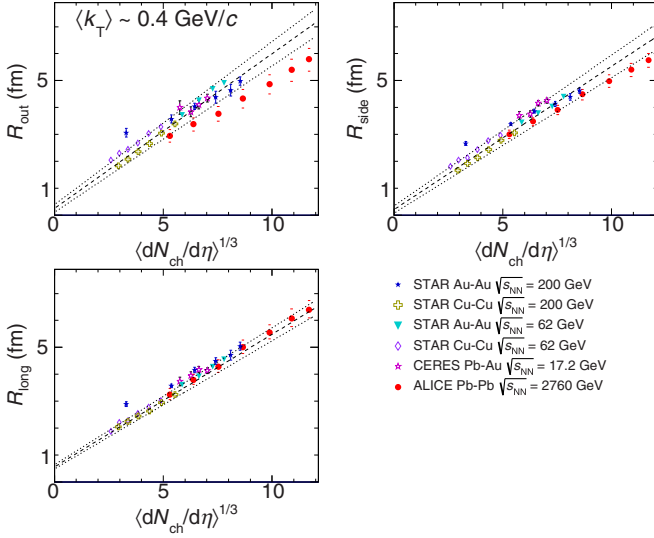 ⟨k_T⟩ ~ 0.4 GeV/c
R_out (fm)
5
1
0 5 10
⟨dN_ch/dη⟩^1/3
R_side (fm)
5
1
0 5 10
⟨dN_ch/dη⟩^1/3
R_long (fm)
5
1
0 5 10
⟨dN_ch/dη⟩^1/3
STAR Au-Au √s_NN = 200 GeV
STAR Cu-Cu √s_NN = 200 GeV
STAR Au-Au √s_NN = 62 GeV
STAR Cu-Cu √s_NN = 62 GeV
CERES Pb-Au √s_NN = 17.2 GeV
ALICE Pb-Pb √s_NN = 2760 GeV